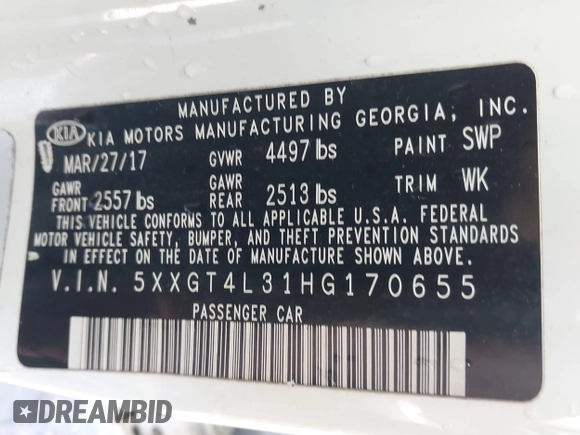 MANUFACTURED BY
KIA KIA MOTORS MANUFACTURING GEORGIA, INC.
MAR/27/17 GVWR 4497 lbs PAINT SWP
GAWR FRONT 2557 lbs GAWR REAR 2513 lbs TRIM WK
THIS VEHICLE CONFORMS TO ALL APPLICABLE U.S.A. FEDERAL
MOTOR VEHICLE SAFETY, BUMPER, AND THEFT PREVENTION STANDARDS
IN EFFECT ON THE DATE OF MANUFACTURE SHOWN ABOVE.
V.I.N. 5XXGT4L31HG170655
PASSENGER CAR
DREAMBID